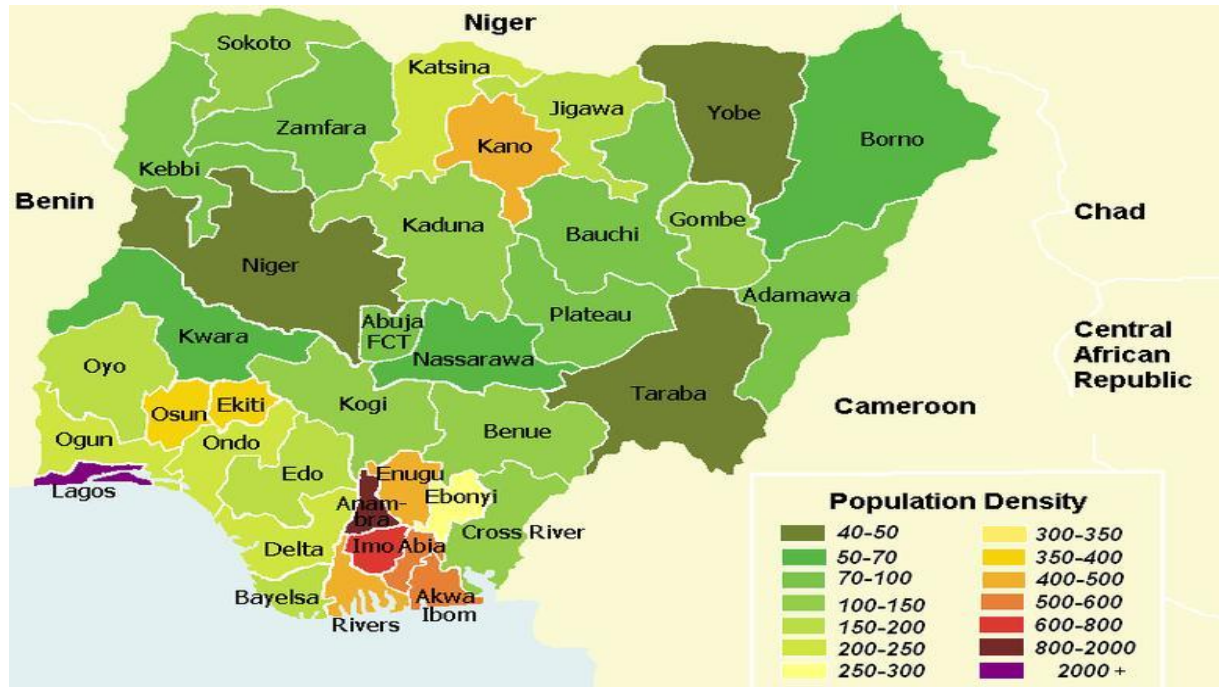 Niger
Sokoto
Katsina
Jigawa
Yobe
Zamfara
Kano
Borno
Kebbi
Benin
Chad
Gombe
Kaduna
Bauchi
Niger
Adamawa
Plateau
Abuja
FCT
Kwara
Nassarawa
Central
African
Republic
Oyo
Taraba
Osun
Ekiti
Kogi
Cameroon
Benue
Ogun
Ondo
Edo
Enugu
Lagos
Ebonyi
Anam-
bra
Cross River
Imo
Abia
Delta
Bayelsa
Akwa
Ibom
Rivers
Population Density
40-50
50-70
70-100
100-150
150-200
200-250
250-300
300-350
350-400
400-500
500-600
600-800
800-2000
2000 +